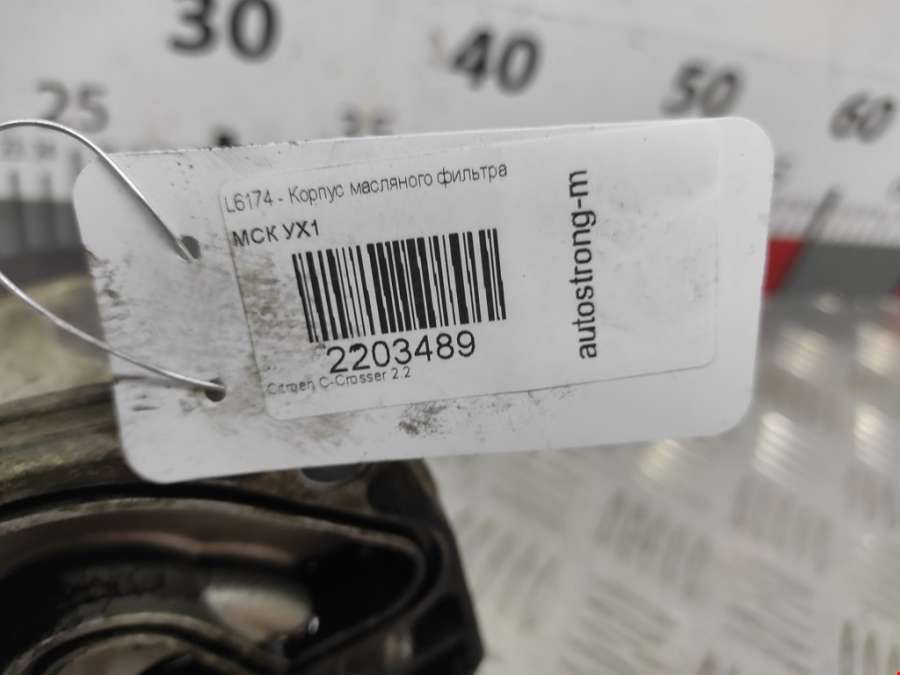 30
40
50
60
25
L6174 - Корпус масляного фильтра
МСК УХ1
2203489
Citroen C-Crosser 2.2
autostrong-m